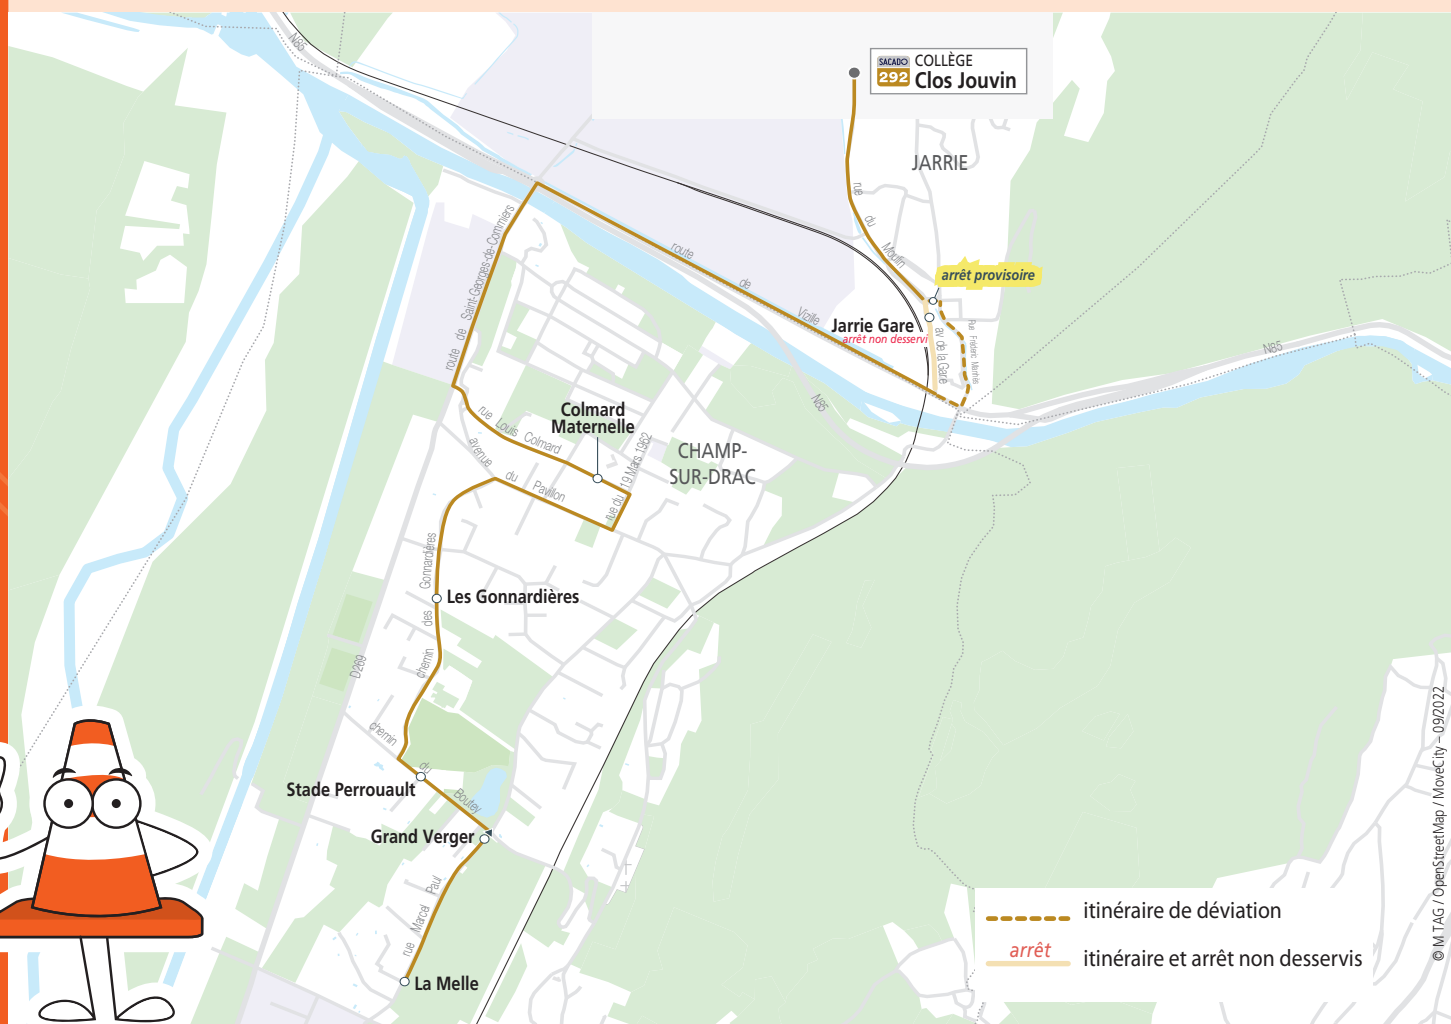 N85
SACADO
292
COLLÈGE
Clos Jouvin
JARRIE
rue du Moulin
arrêt provisoire
route de Saint-Georges-de-Commiers
route de Vizille
Jarrie Gare
arrêt non desservi
av de la Gare
Rue Fréderic Manhès
N85
N85
rue Louis Colmard
Colmard
Maternelle
CHAMP-
SUR-DRAC
avenue du Pavillon
rue du 19 Mars 1962
chemin des Gonnardières
Les Gonnardières
D269
chemin du Boutey
Stade Perrouault
Grand Verger
rue Marcel Paul
La Melle
itinéraire de déviation
arrêt
itinéraire et arrêt non desservis
© M TAG / OpenStreetMap / MoveCity – 09/2022